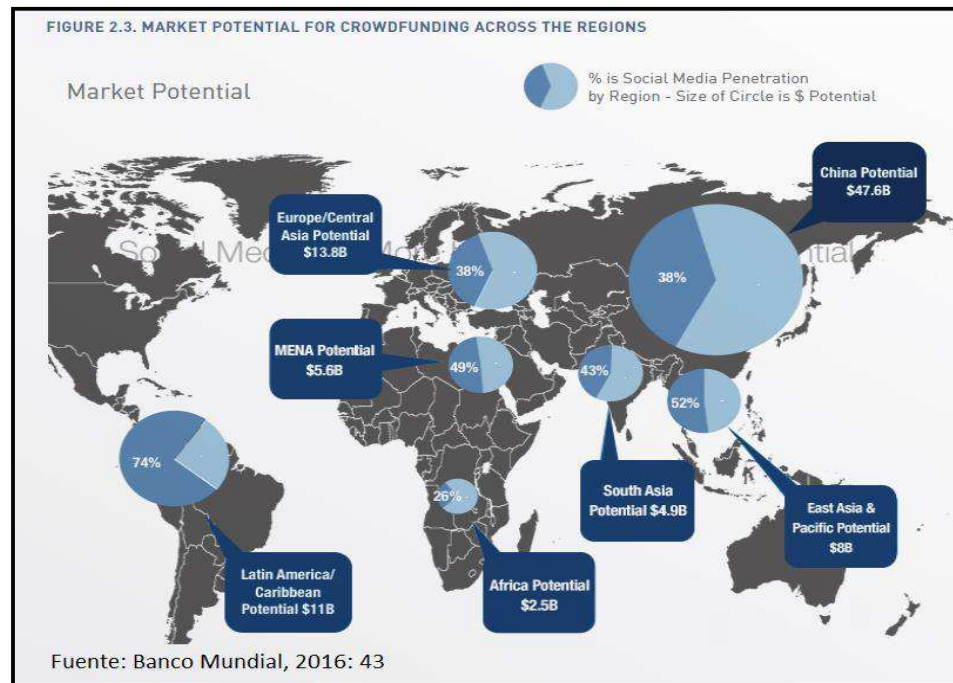 FIGURE 2.3. MARKET POTENTIAL FOR CROWDFUNDING ACROSS THE REGIONS
Market Potential
% is Social Media Penetration
by Region - Size of Circle is $ Potential
China Potential
$47.6B
Europe/Central
Asia Potential
$13.8B
38%
38%
MENA Potential
$5.6B
49%
43%
52%
74%
26%
South Asia
Potential $4.9B
East Asia &
Pacific Potential
$8B
Latin America/
Caribbean
Potential $11B
Africa Potential
$2.5B
Fuente: Banco Mundial, 2016: 43